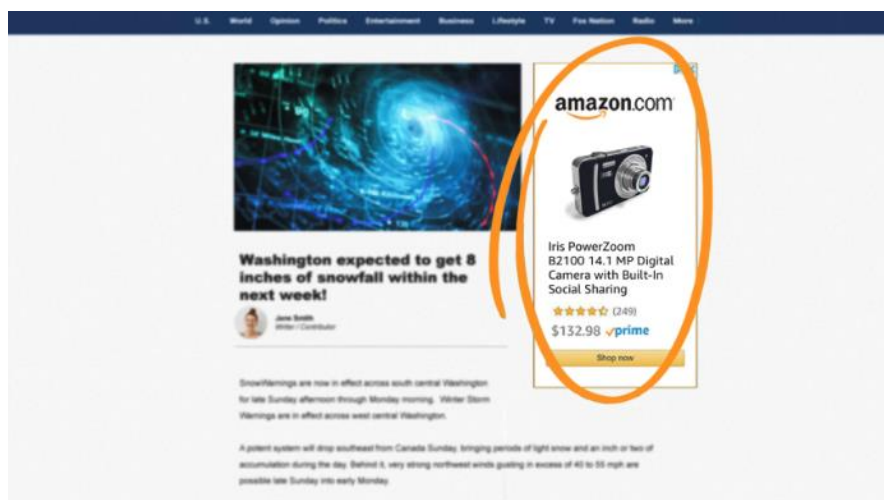 U.S. World Opinion Politics Entertainment Business Lifestyle TV Fox Nation Radio More
amazon.com
Iris PowerZoom
B2100 14.1 MP Digital
Camera with Built-In
Social Sharing
(249)
$132.98 prime
Shop now
Washington expected to get 8
inches of snowfall within the
next week!
Jane Smith
Writer / Contributor
SnowWarnings are now in effect across south central Washington
for late Sunday afternoon through Monday morning. Winter Storm
Warnings are in effect across west central Washington.
A potent system will drop southeast from Canada Sunday, bringing periods of light snow and an inch or two of
accumulation during the day. Behind it, very strong northwest winds gusting in excess of 40 to 55 mph are
possible late Sunday into early Monday.